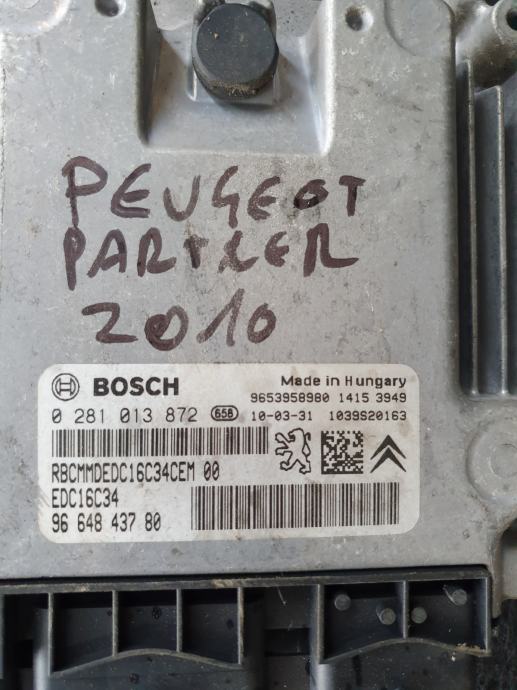 PEUGEOT
PARTNER
2010
BOSCH
Made in Hungary
9653958980 1415 3949
0 281 013 872 658 10-03-31 1039S20163
RBCMMDEDC16C34CEM 00
EDC16C34
96 648 437 80